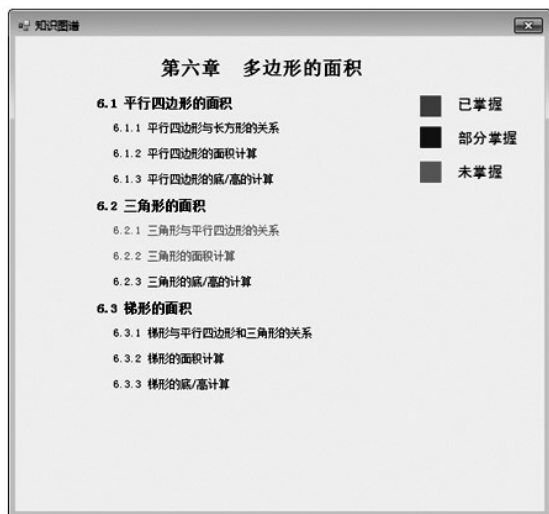 知识图谱
第六章 多边形的面积
6.1 平行四边形的面积
6.1.1 平行四边形与长方形的关系
6.1.2 平行四边形的面积计算
6.1.3 平行四边形的底/高的计算
6.2 三角形的面积
6.2.1 三角形与平行四边形的关系
6.2.2 三角形的面积计算
6.2.3 三角形的底/高的计算
6.3 梯形的面积
6.3.1 梯形与平行四边形和三角形的关系
6.3.2 梯形的面积计算
6.3.3 梯形的底/高计算
已掌握
部分掌握
未掌握